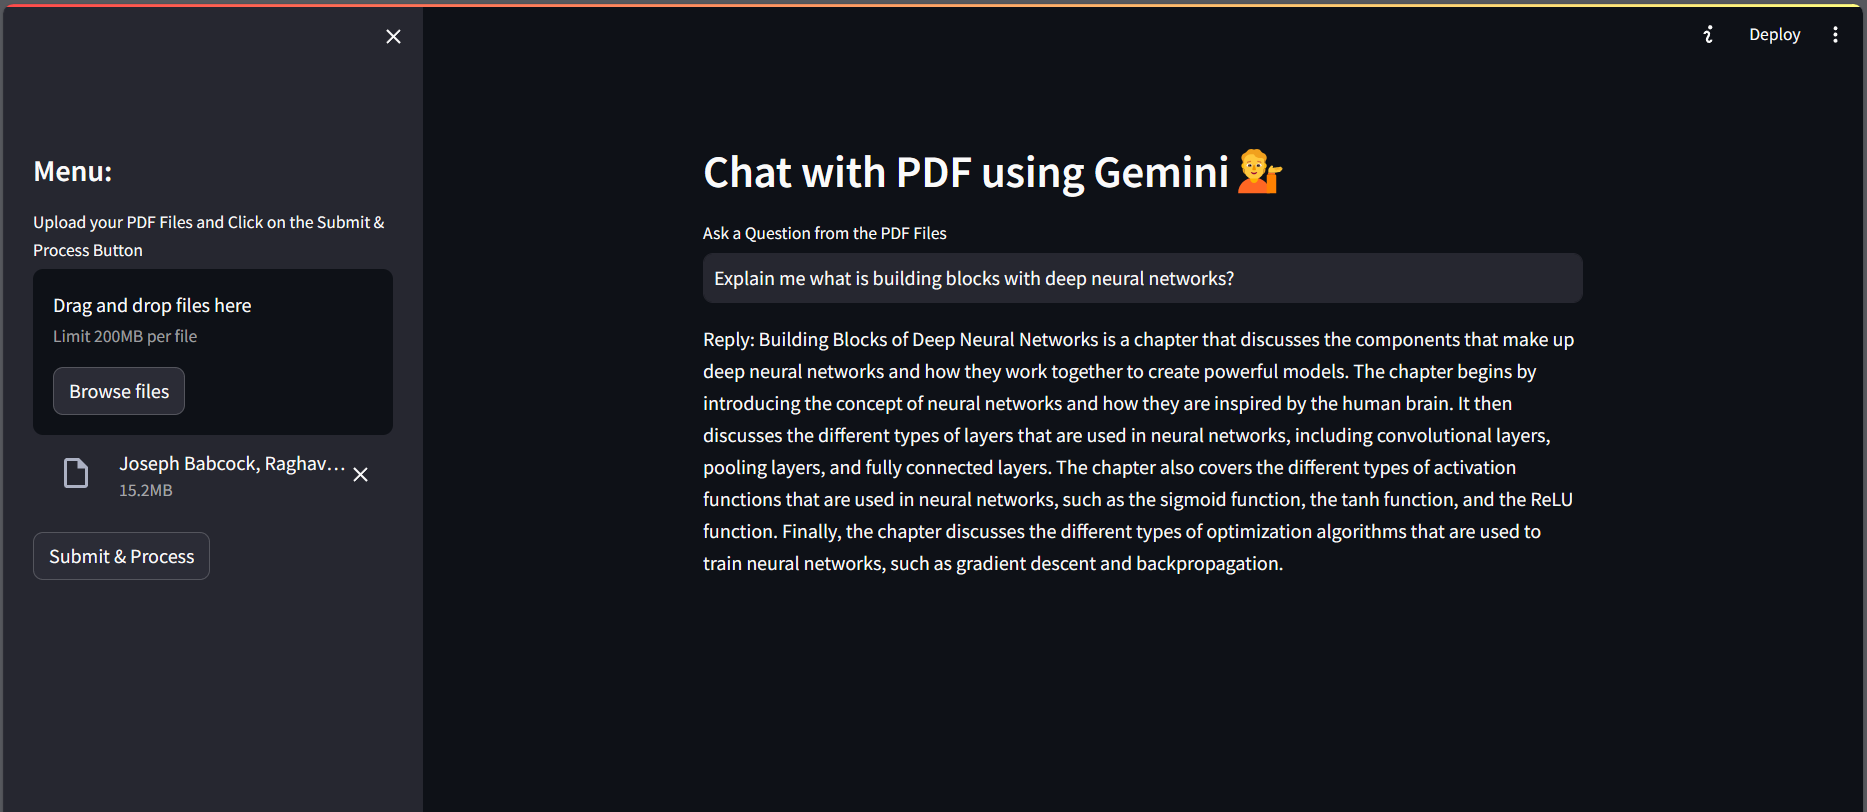 Deploy
Menu:
Upload your PDF Files and Click on the Submit &
Process Button
Drag and drop files here
Limit 200MB per file
Browse files
Joseph Babcock, Raghav...
15.2MB
Submit & Process
Chat with PDF using Gemini
Ask a Question from the PDF Files
Explain me what is building blocks with deep neural networks?
Reply: Building Blocks of Deep Neural Networks is a chapter that discusses the components that make up
deep neural networks and how they work together to create powerful models. The chapter begins by
introducing the concept of neural networks and how they are inspired by the human brain. It then
discusses the different types of layers that are used in neural networks, including convolutional layers,
pooling layers, and fully connected layers. The chapter also covers the different types of activation
functions that are used in neural networks, such as the sigmoid function, the tanh function, and the ReLU
function. Finally, the chapter discusses the different types of optimization algorithms that are used to
train neural networks, such as gradient descent and backpropagation.